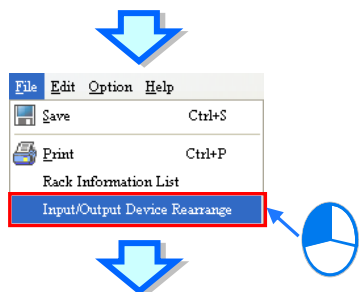 File Edit Option Help
Save Ctrl+S
Print Ctrl+P
Rack Information List
Input/Output Device Rearrange